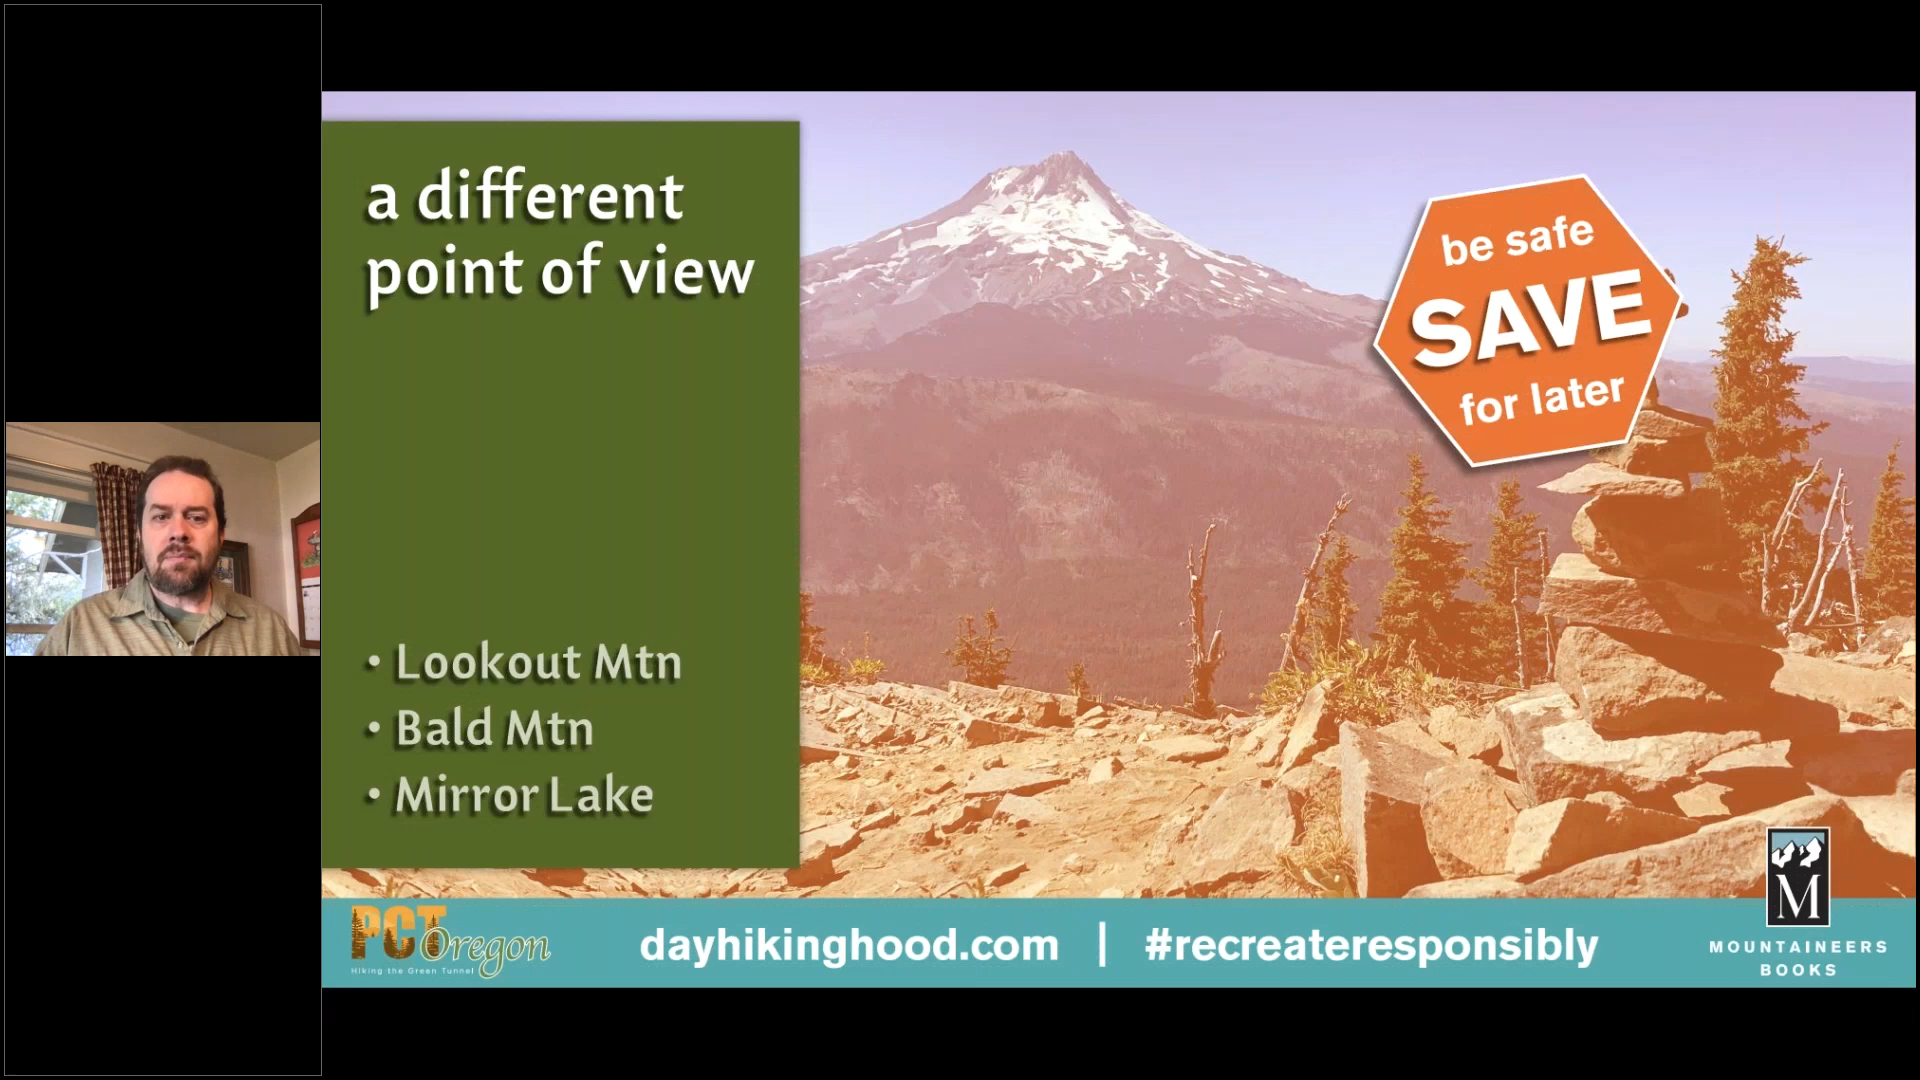 a different
point of view
• Lookout Mtn
• Bald Mtn
• Mirror Lake
be safe
SAVE
for later
PCT Oregon
Hiking the Green Tunnel
dayhikinghood.com | #recreateresponsibly
M
MOUNTAINEERS
BOOKS